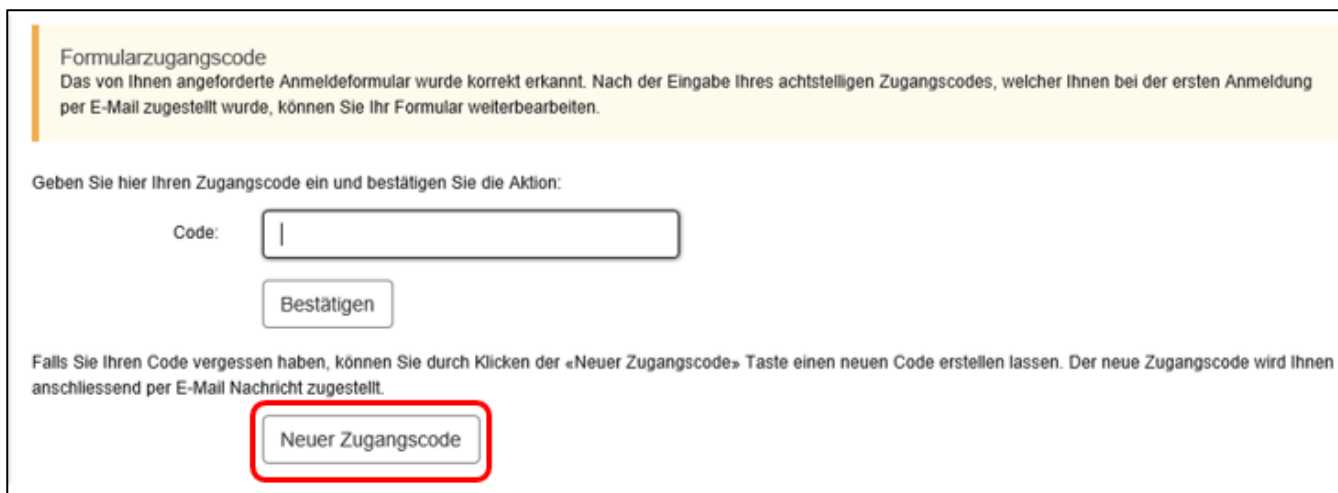 Formularzugangscode
Das von Ihnen angeforderte Anmeldeformular wurde korrekt erkannt. Nach der Eingabe Ihres achtstelligen Zugangscodes, welcher Ihnen bei der ersten Anmeldung
per E-Mail zugestellt wurde, können Sie Ihr Formular weiterbearbeiten.
Geben Sie hier Ihren Zugangscode ein und bestätigen Sie die Aktion:
Code:
Bestätigen
Falls Sie Ihren Code vergessen haben, können Sie durch Klicken der «Neuer Zugangscode» Taste einen neuen Code erstellen lassen. Der neue Zugangscode wird Ihnen
anschliessend per E-Mail Nachricht zugestellt.
Neuer Zugangscode